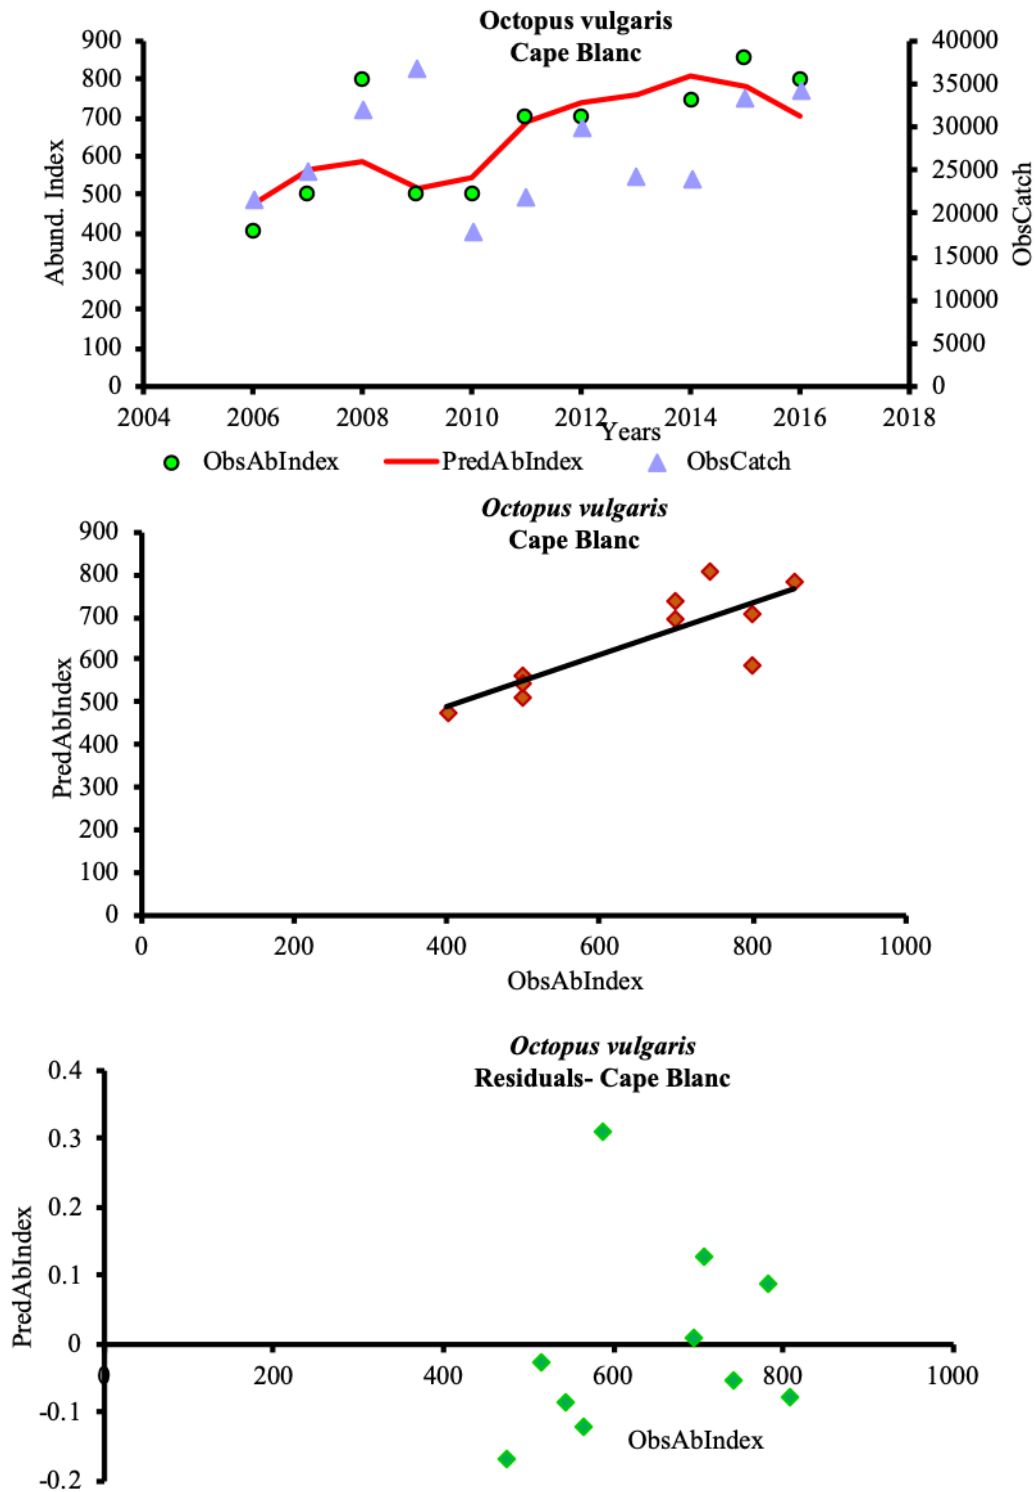 Octopus vulgaris
Cape Blanc
900
800
700
600
500
400
300
200
100
0
Abund. Index
40000
35000
30000
25000
20000
15000
10000
5000
0
ObsCatch
2004 2006 2008 2010 2012 2014 2016 2018
Years
ObsAbIndex PredAbIndex ObsCatch
Octopus vulgaris
Cape Blanc
900
800
700
600
500
400
300
200
100
0
PredAbIndex
0 200 400 600 800 1000
ObsAbIndex
Octopus vulgaris
Residuals- Cape Blanc
0.4
0.3
0.2
0.1
0
-0.1
-0.2
PredAbIndex
0 200 400 600 800 1000
ObsAbIndex